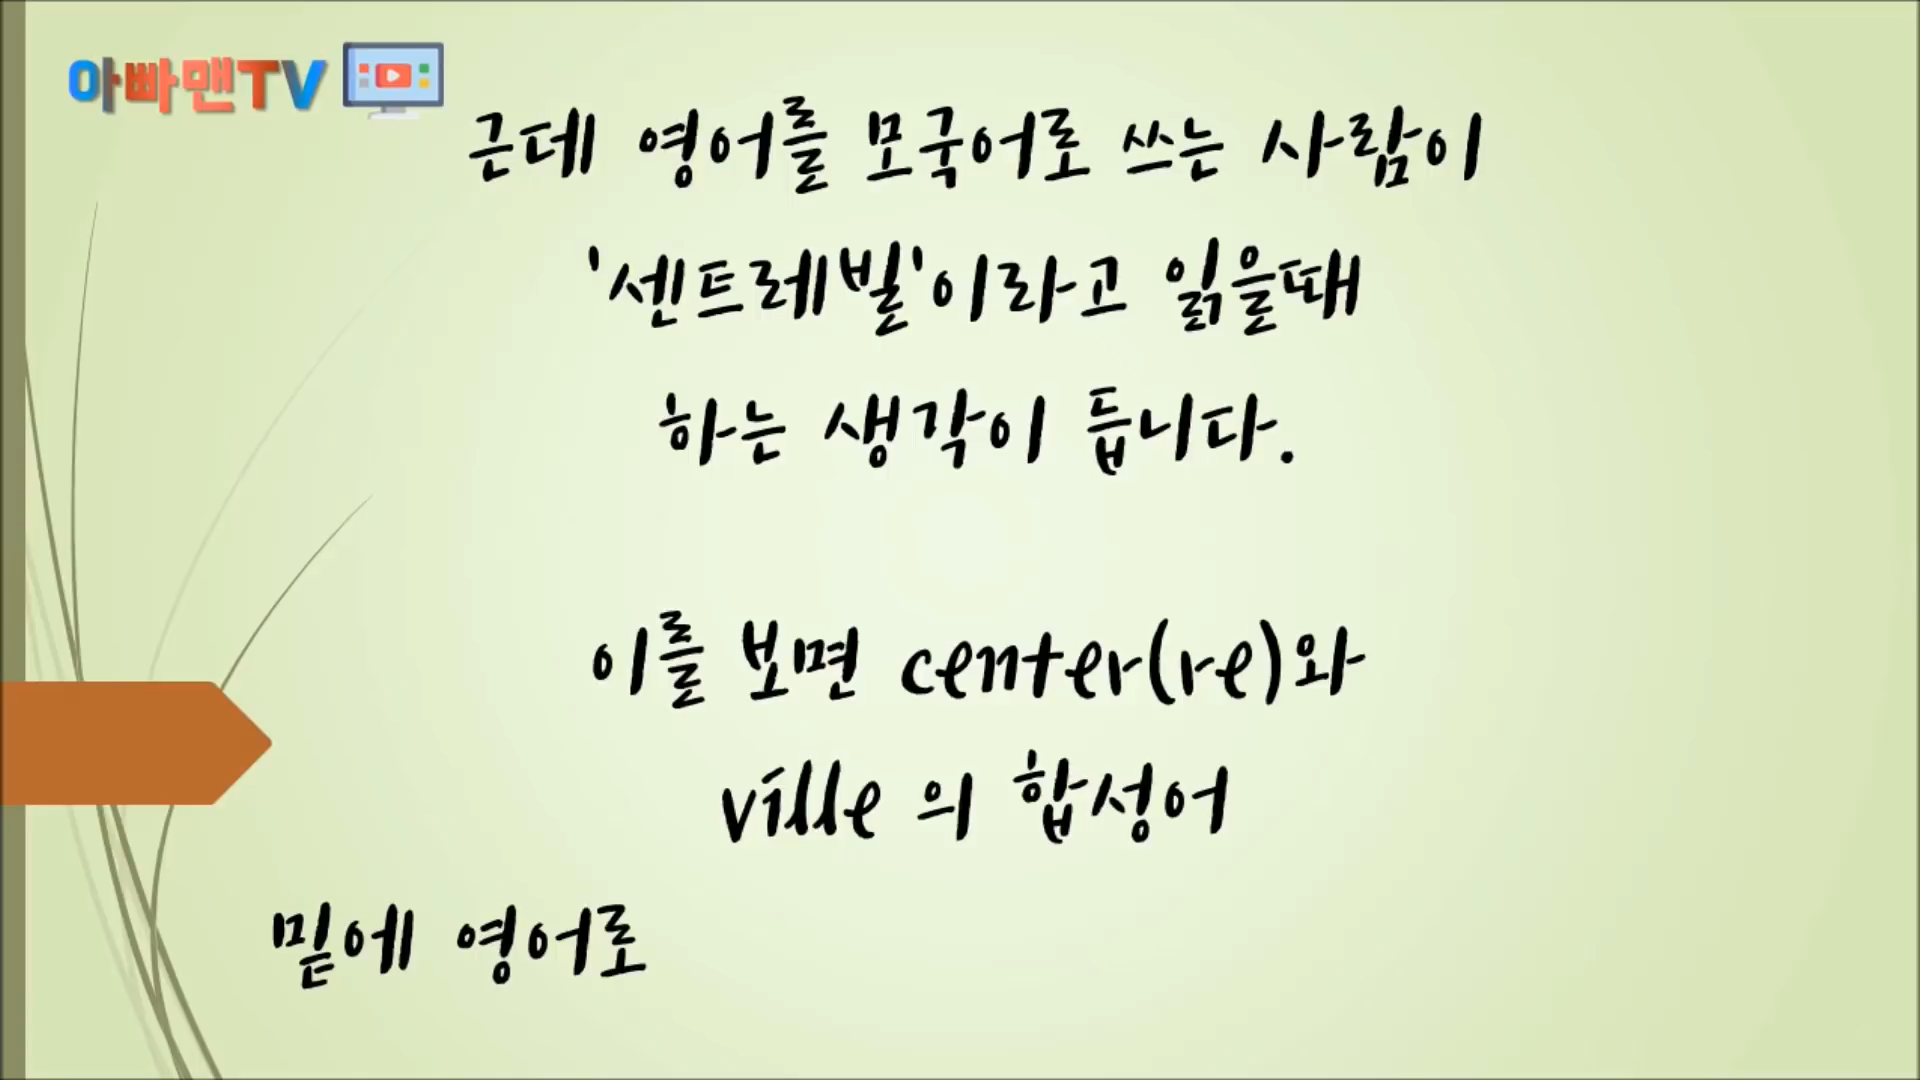 아빠맨TV
근데 영어를 모국어로 쓰는 사람이
'센트레빌'이라고 읽을때
하는 생각이 듭니다.
이를 보면 center(re)와
ville 의 합성어
밑에 영어로